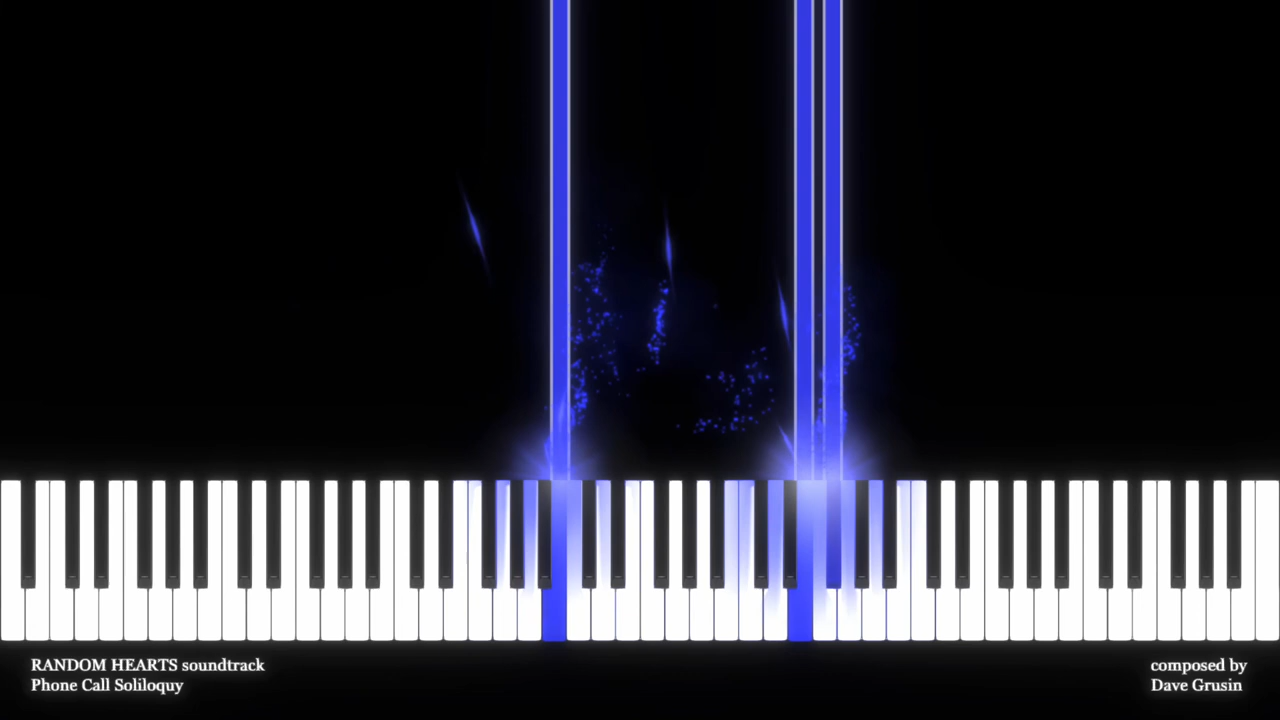 RANDOM HEARTS soundtrack
Phone Call Soliloquy
composed by
Dave Grusin